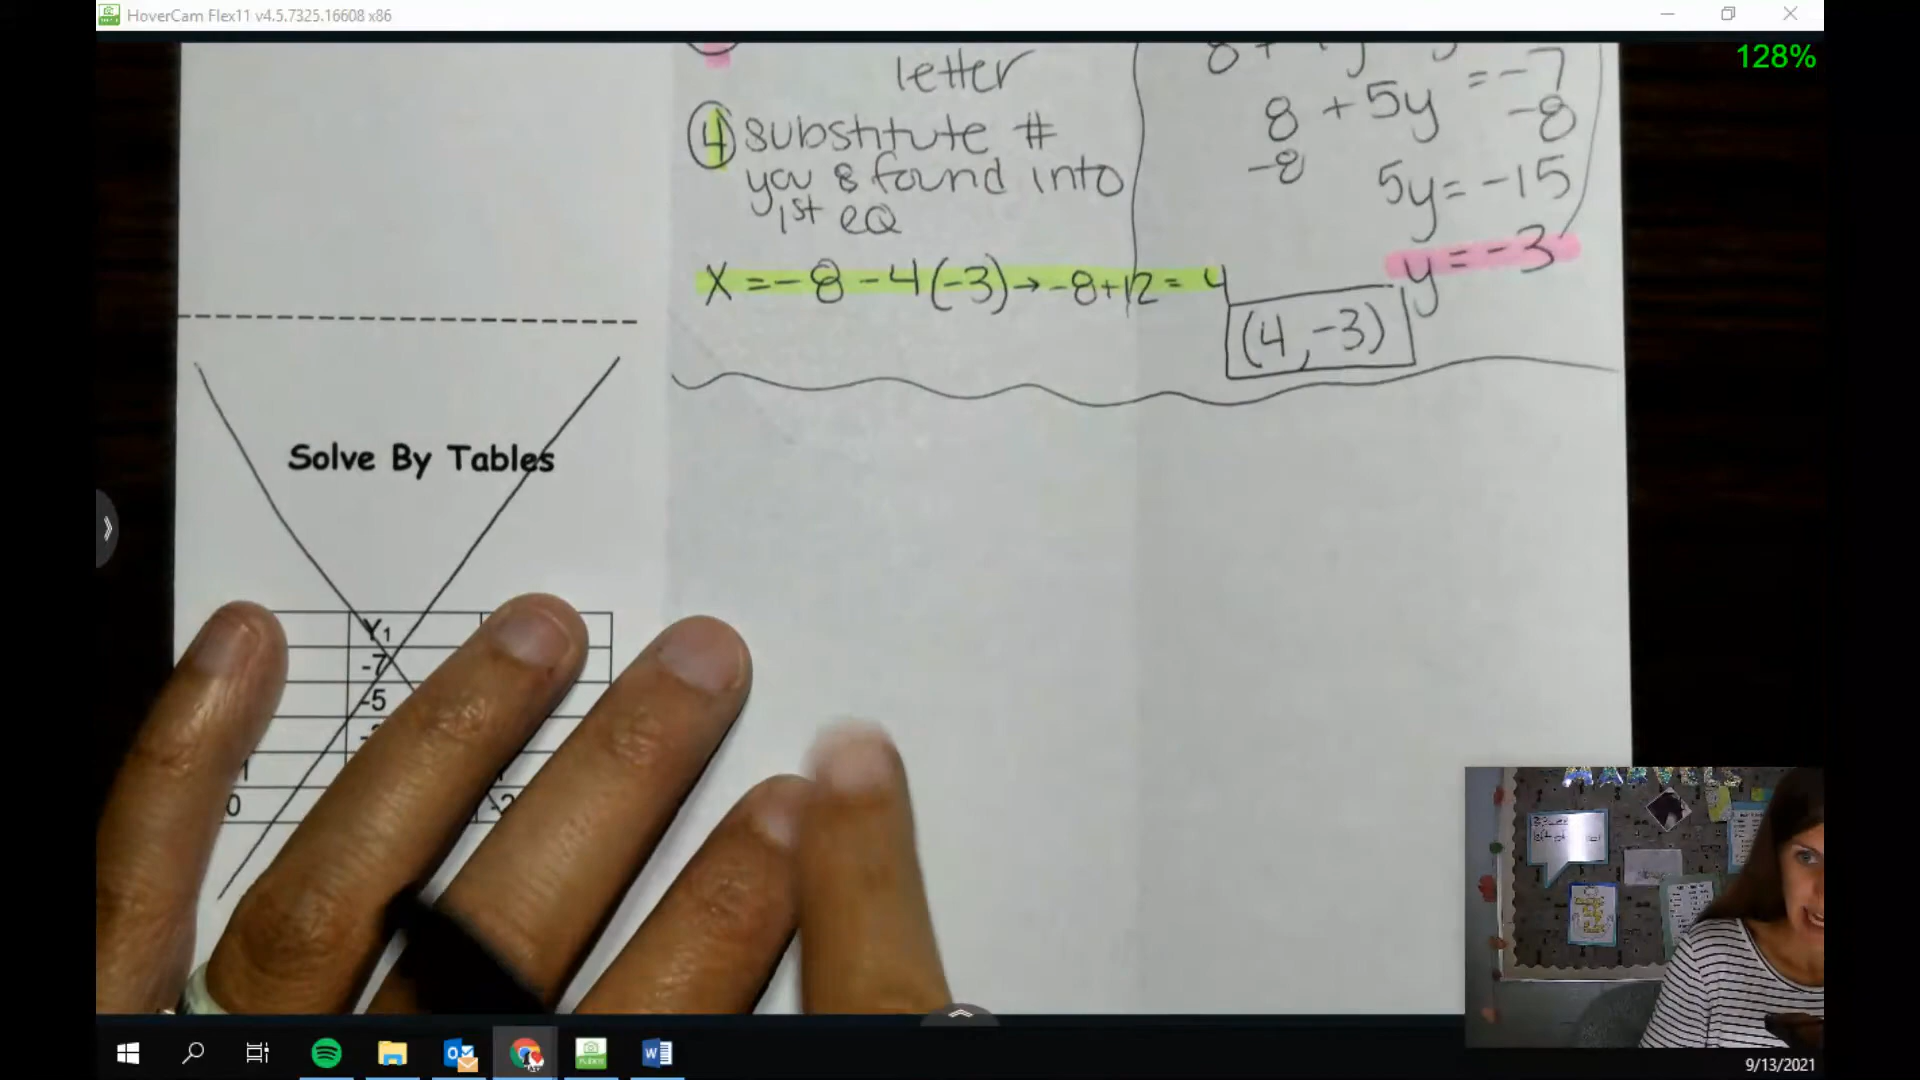 HoverCam Flex11 v4.5.7325.16608 x86
128%
letter
④ substitute #
you found into
1st eq
x = -8 - 4(-3) → -8+12 = 4
= -7
8 + 5y -8
-8
5y = -15
y = -3
(4, -3)
Solve By Tables
Y₁
-7
-5
0
-2
9/13/2021